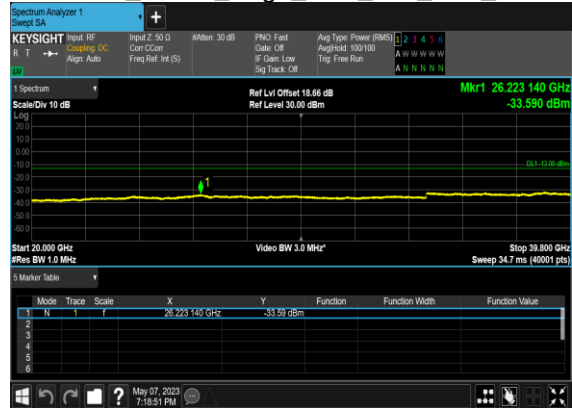 Spectrum Analyzer 1
Swept SA
+
KEYSIGHT
R T
Input: RF
Coupling: DC
Align: Auto
Input Z: 50 Ω
Corr CCorr
Freq Ref: Int (S)
#Atten: 30 dB
PNO: Fast
Gate: Off
IF Gain: Low
Sig Track: Off
Avg Type: Power (RMS)
Avg|Hold: 100/100
Trig: Free Run
1 2 3 4 5 6
A W W W W W
A N N N N N
1 Spectrum
Scale/Div 10 dB
Ref Lvl Offset 18.66 dB
Ref Level 30.00 dBm
Mkr1 26.223 140 GHz
-33.590 dBm
Log
20.0
10.0
0.00
-10.0
-20.0
-30.0
-40.0
-50.0
-60.0
DL1 -13.00 dBm
1
Start 20.000 GHz
#Res BW 1.0 MHz
Video BW 3.0 MHz*
Stop 39.800 GHz
Sweep 34.7 ms (40001 pts)
5 Marker Table
Mode Trace Scale X Y Function Function Width Function Value
1 N 1 f 26.223 140 GHz -33.59 dBm
2
3
4
5
6
?
May 07, 2023
7:18:51 PM